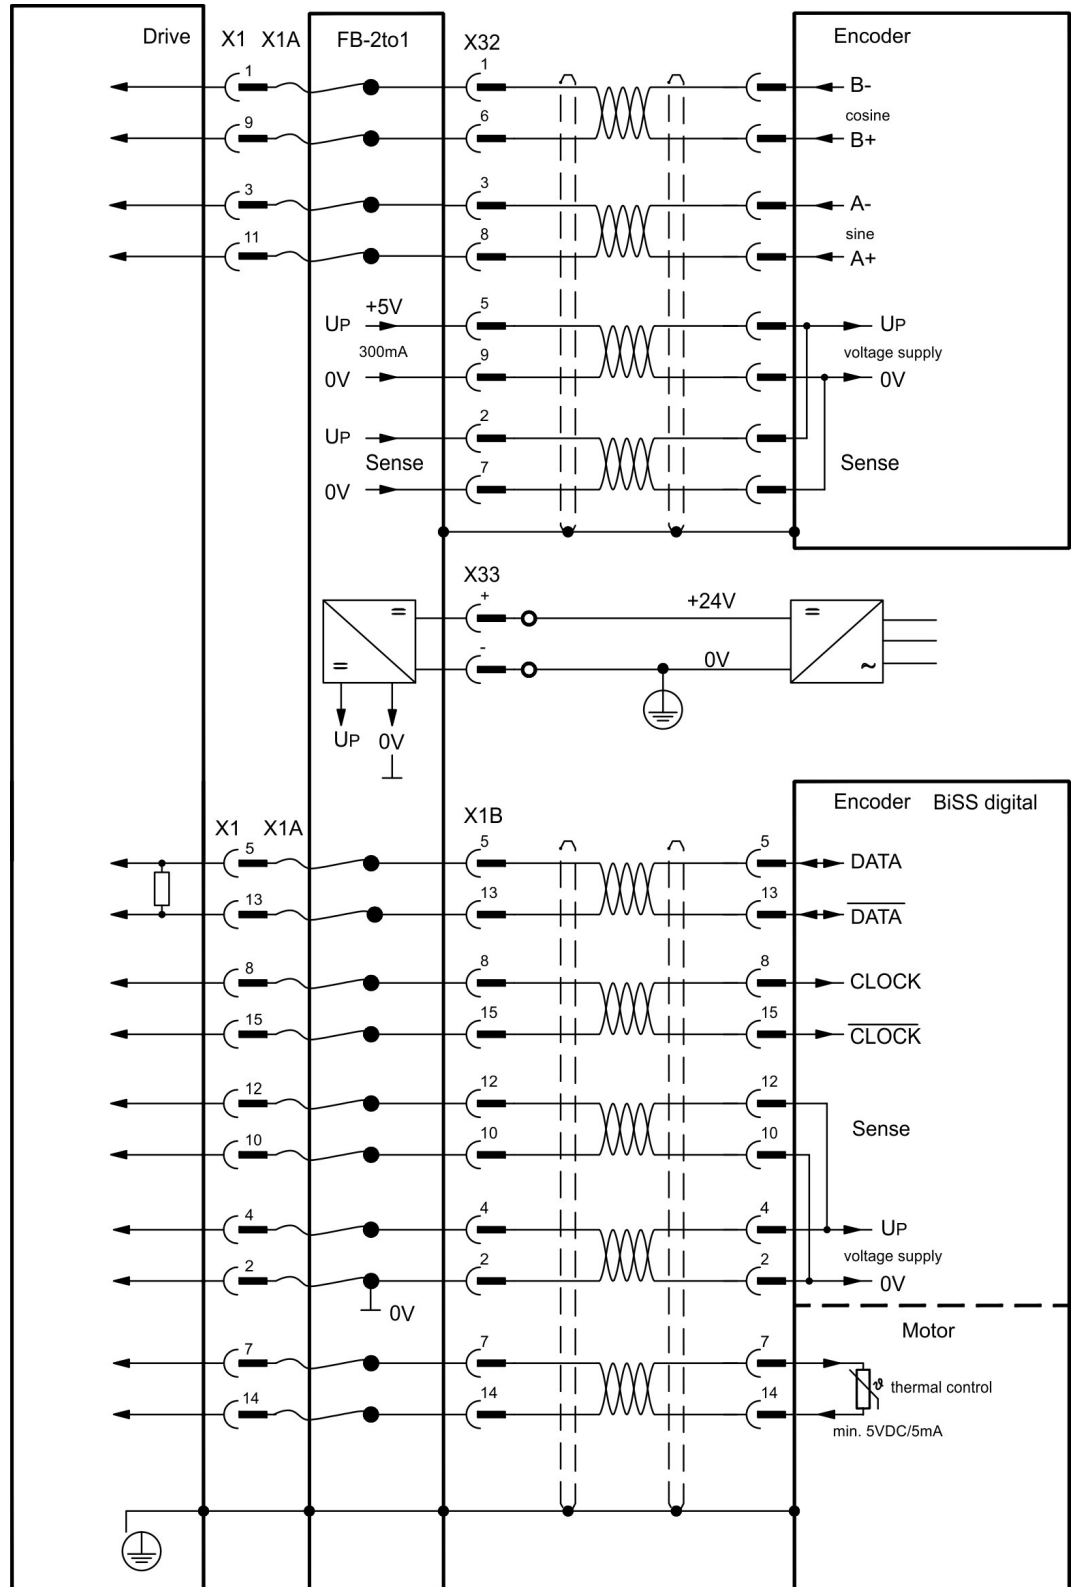 Drive X1 X1A FB-2to1 X32 Encoder
1 1 B-
cosine
9 6 B+
3 3 A-
sine
11 8 A+
UP +5V 5 UP
300mA voltage supply
0V 9 0V
UP 2
Sense Sense
0V 7
X33
+ +24V
=
=
=
~
- 0V
UP 0V
Encoder BiSS digital
X1 X1A X1B
5 5 5 DATA
13 13 13 DATA
8 8 8 CLOCK
15 15 15 CLOCK
12 12 12
Sense
10 10 10
4 4 4 UP
voltage supply
2 2 2 0V
0V
Motor
7 7 7
ϑ thermal control
14 14 14
min. 5VDC/5mA